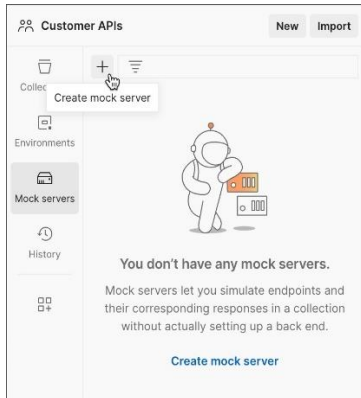 Customer APIs
New
Import
Collec
Create mock server
Environments
Mock servers
History
You don’t have any mock servers.
Mock servers let you simulate endpoints and
their corresponding responses in a collection
without actually setting up a back end.
Create mock server